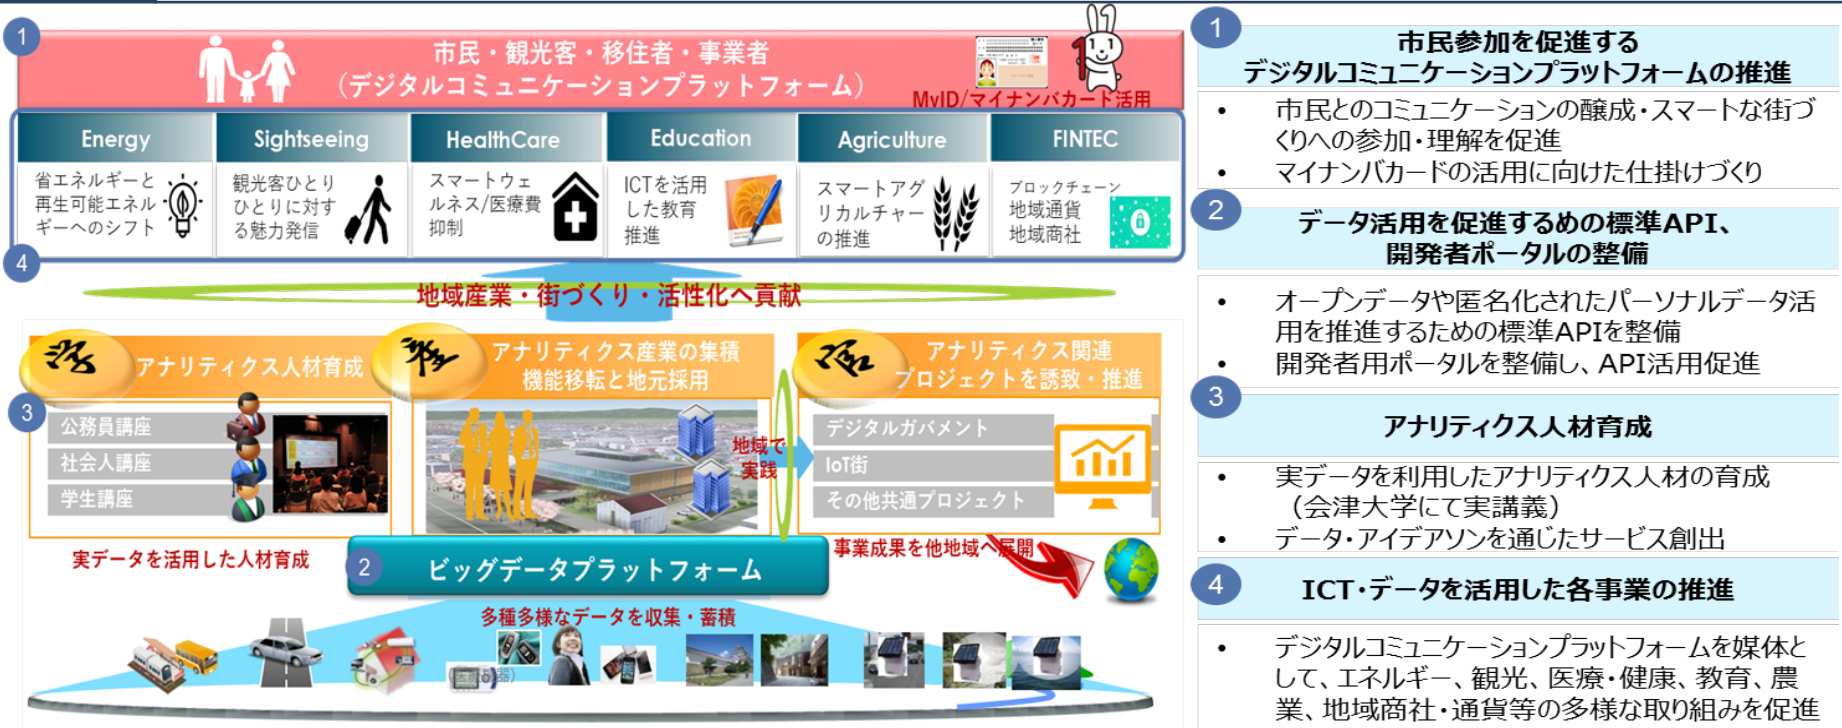 1
市民・観光客・移住者・事業者
（デジタルコミュニケーションプラットフォーム）
MyID/マイナンバカード活用
Energy
省エネルギーと
再生可能エネル
ギーへのシフト
Sightseeing
観光客ひとり
ひとりに対す
る魅力発信
HealthCare
スマートウェ
ルネス/医療費
抑制
Education
ICTを活用
した教育
推進
Agriculture
スマートアグ
リカルチャー
の推進
FINTEC
ブロックチェーン
地域通貨
地域商社
4
地域産業・街づくり・活性化へ貢献
学
アナリティクス人材育成
3
公務員講座
社会人講座
学生講座
実データを活用した人材育成
産
アナリティクス産業の集積
機能移転と地元採用
地域で
実践
官
アナリティクス関連
プロジェクトを誘致・推進
デジタルガバメント
IoT街
その他共通プロジェクト
事業成果を他地域へ展開
2
ビッグデータプラットフォーム
多種多様なデータを収集・蓄積
1
市民参加を促進する
デジタルコミュニケーションプラットフォームの推進
• 市民とのコミュニケーションの醸成・スマートな街づ
くりへの参加・理解を促進
• マイナンバカードの活用に向けた仕掛けづくり
2
データ活用を促進するめの標準API、
開発者ポータルの整備
• オープンデータや匿名化されたパーソナルデータ活
用を推進するための標準APIを整備
• 開発者用ポータルを整備し、API活用促進
3
アナリティクス人材育成
• 実データを利用したアナリティクス人材の育成
（会津大学にて実講義）
• データ・アイデアソンを通じたサービス創出
4
ICT・データを活用した各事業の推進
• デジタルコミュニケーションプラットフォームを媒体と
して、エネルギー、観光、医療・健康、教育、農
業、地域商社・通貨等の多様な取り組みを促進